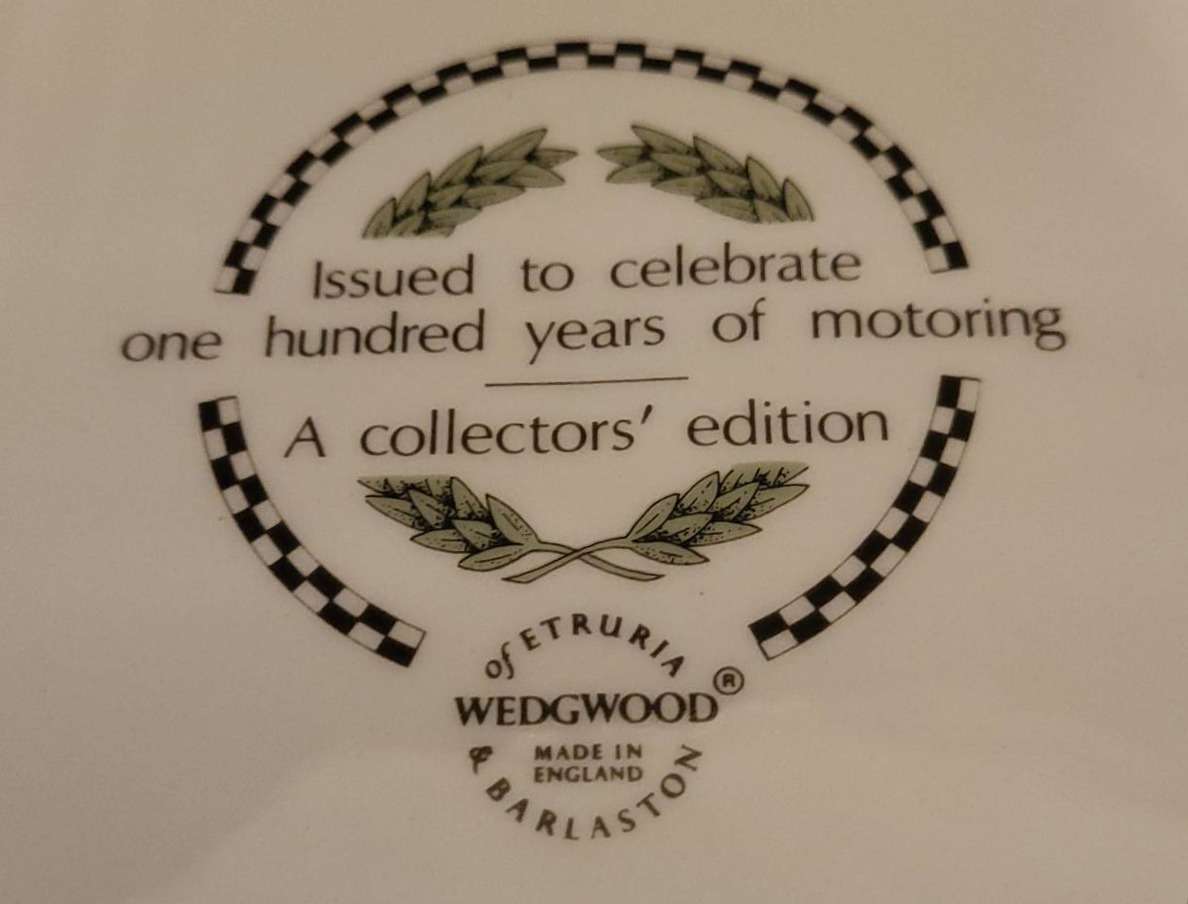 Issued to celebrate
one hundred years of motoring
A collectors' edition
of ETRURIA
WEDGWOOD®
MADE IN
ENGLAND
& BARLASTON